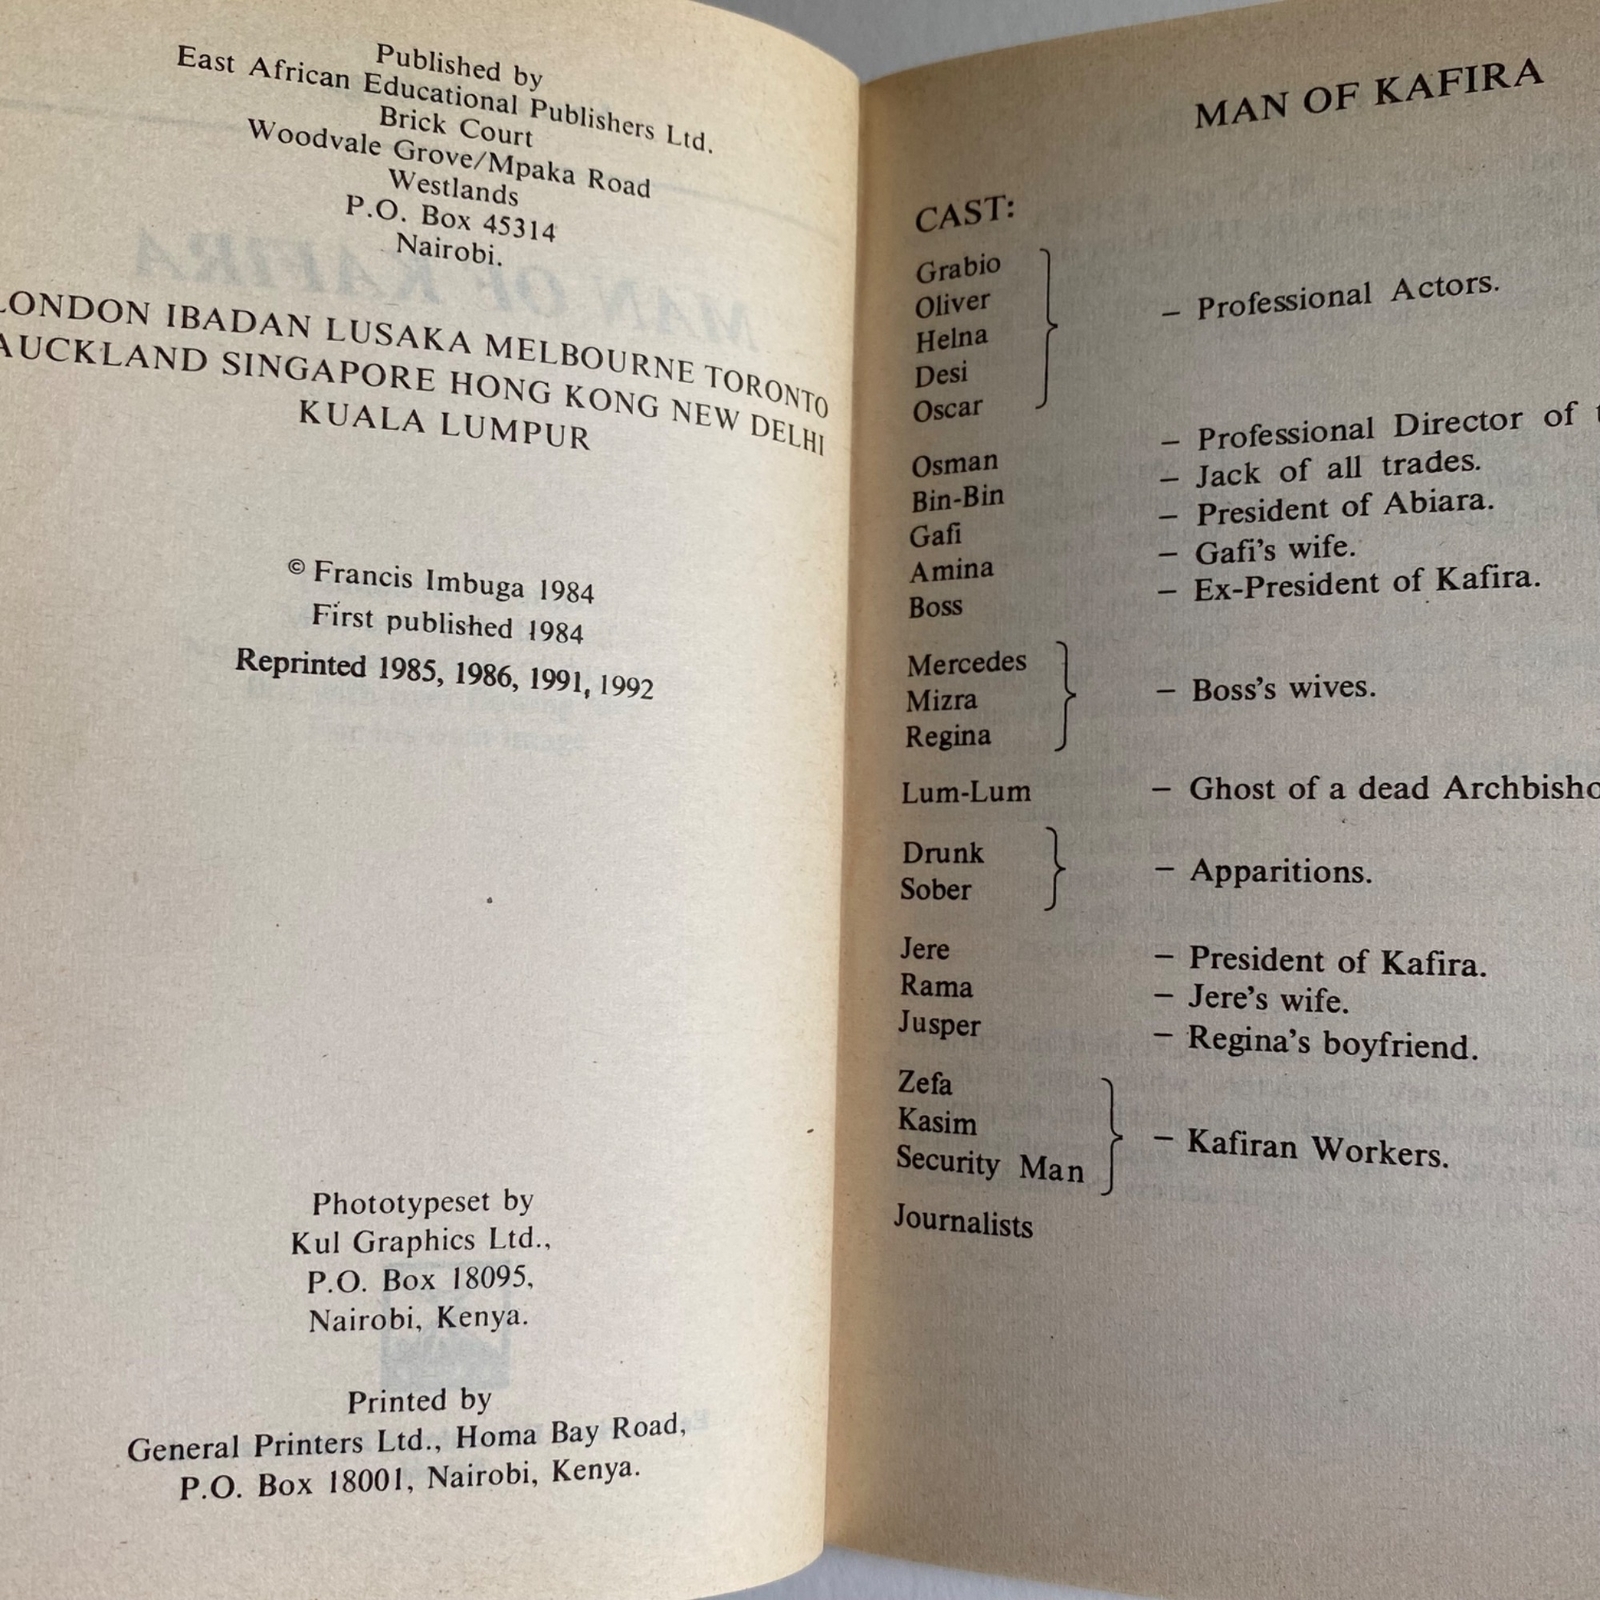 Published by
East African Educational Publishers Ltd.
Brick Court
Woodvale Grove/Mpaka Road
Westlands
P.O. Box 45314
Nairobi.
LONDON IBADAN LUSAKA MELBOURNE TORONTO
AUCKLAND SINGAPORE HONG KONG NEW DELHI
KUALA LUMPUR
© Francis Imbuga 1984
First published 1984
Reprinted 1985, 1986, 1991, 1992
Phototypeset by
Kul Graphics Ltd.,
P.O. Box 18095,
Nairobi, Kenya.
Printed by
General Printers Ltd., Homa Bay Road,
P.O. Box 18001, Nairobi, Kenya.
MAN OF KAFIRA
CAST:
Grabio
Oliver
Helna
Desi
Oscar
– Professional Actors.
Osman – Professional Director of
Bin-Bin – Jack of all trades.
Gafi – President of Abiara.
Amina – Gafi's wife.
Boss – Ex-President of Kafira.
Mercedes
Mizra
Regina
– Boss's wives.
Lum-Lum – Ghost of a dead Archbisho
Drunk
Sober
– Apparitions.
Jere – President of Kafira.
Rama – Jere's wife.
Jusper – Regina's boyfriend.
Zefa
Kasim
Security Man
– Kafiran Workers.
Journalists